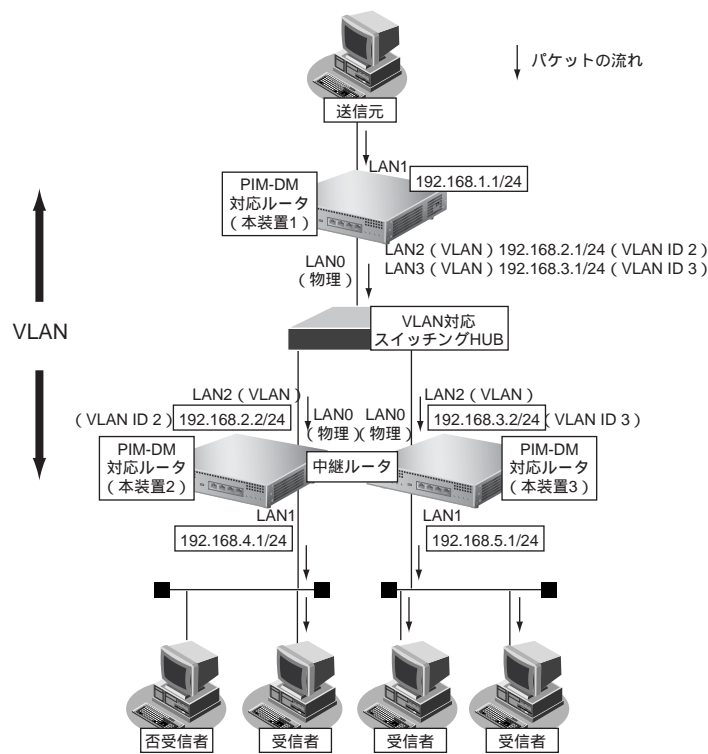 パケットの流れ
送信元
LAN1
192.168.1.1/24
PIM-DM
対応ルータ
（本装置1）
LAN2（VLAN）192.168.2.1/24（VLAN ID 2）
LAN3（VLAN）192.168.3.1/24（VLAN ID 3）
LAN0
（物理）
VLAN
VLAN対応
スイッチングHUB
LAN2（VLAN）
（VLAN ID 2）
192.168.2.2/24
LAN0
（物理）
LAN0
（物理）
LAN2（VLAN）
192.168.3.2/24
（VLAN ID 3）
PIM-DM
対応ルータ
（本装置2）
中継ルータ
PIM-DM
対応ルータ
（本装置3）
LAN1
192.168.4.1/24
LAN1
192.168.5.1/24
否受信者
受信者
受信者
受信者